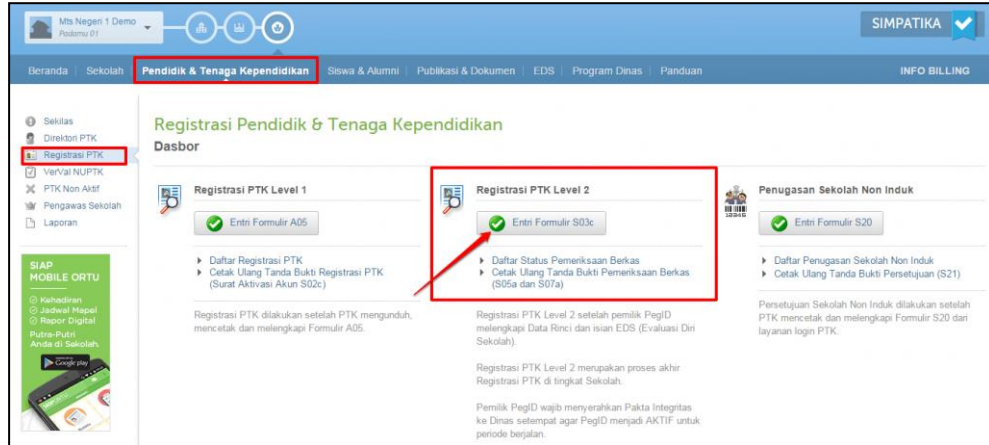 Mts Negeri 1 Demo
Padamu 01
SIMPATIKA
Beranda Sekolah Pendidik & Tenaga Kependidikan Siswa & Alumni Publikasi & Dokumen EDS Program Dinas Panduan INFO BILLING
Sekilas
Direktori PTK
Registrasi PTK
VerVal NUPTK
PTK Non Aktif
Pengawas Sekolah
Laporan
SIAP
MOBILE ORTU
Kehadiran
Jadwal Mapel
Rapor Digital
Putra-Putri
Anda di Sekolah.
Google play
Registrasi Pendidik & Tenaga Kependidikan
Dasbor
Registrasi PTK Level 1
Entri Formulir A05
Daftar Registrasi PTK
Cetak Ulang Tanda Bukti Registrasi PTK
(Surat Aktivasi Akun S02c)
Registrasi PTK dilakukan setelah PTK mengunduh,
mencetak dan melengkapi Formulir A05.
Registrasi PTK Level 2
Entri Formulir S03c
Daftar Status Pemeriksaan Berkas
Cetak Ulang Tanda Bukti Pemeriksaan Berkas
(S05a dan S07a)
Registrasi PTK Level 2 setelah pemilik PegID
melengkapi Data Rinci dan isian EDS (Evaluasi Diri
Sekolah).
Registrasi PTK Level 2 merupakan proses akhir
Registrasi PTK di tingkat Sekolah.
Pemilik PegID wajib menyerahkan Pakta Integritas
ke Dinas setempat agar PegID menjadi AKTIF untuk
periode berjalan.
12345
Penugasan Sekolah Non Induk
Entri Formulir S20
Daftar Penugasan Sekolah Non Induk
Cetak Ulang Tanda Bukti Persetujuan (S21)
Persetujuan Sekolah Non Induk dilakukan setelah
PTK mencetak dan melengkapi Formulir S20 dari
layanan login PTK.